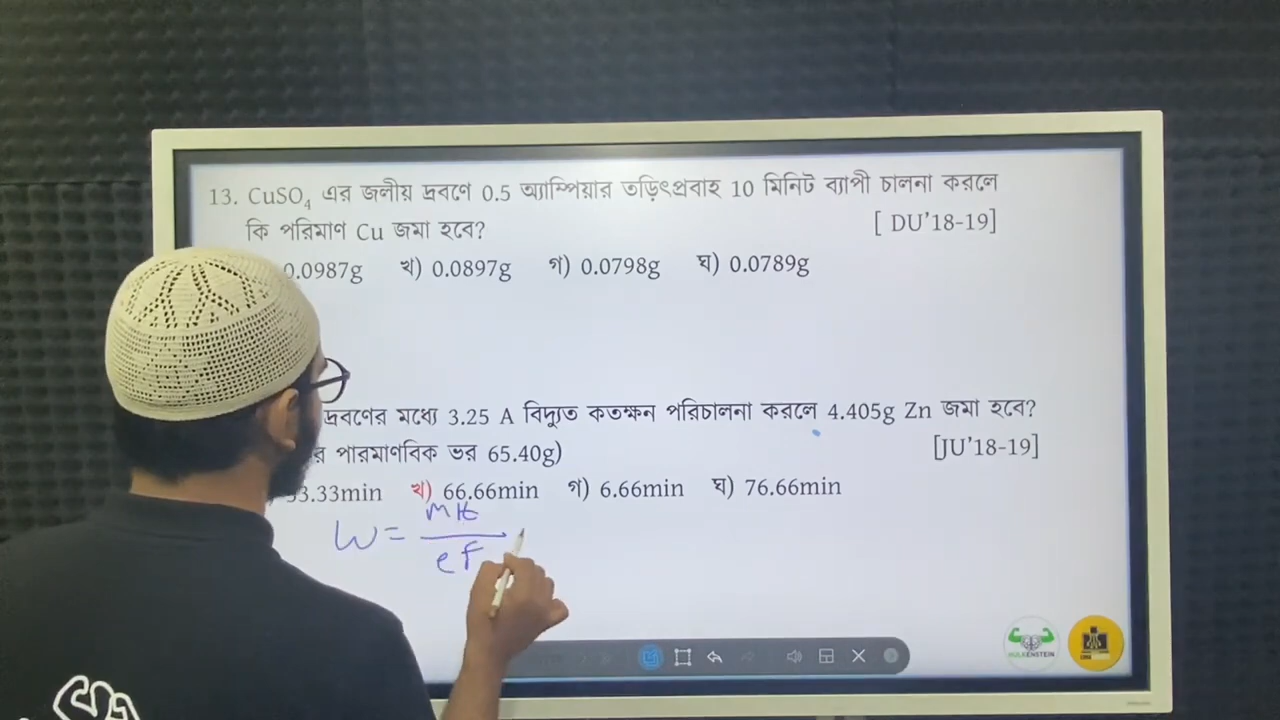 13. CuSO₄ এর জলীয় দ্রবণে 0.5 অ্যাম্পিয়ার তড়িৎপ্রবাহ 10 মিনিট ব্যাপী চালনা করলে
কি পরিমাণ Cu জমা হবে? [ DU'18-19]
0.0987g খ) 0.0897g গ) 0.0798g ঘ) 0.0789g
দ্রবণের মধ্যে 3.25 A বিদ্যুত কতক্ষন পরিচালনা করলে 4.405g Zn জমা হবে?
পারমাণবিক ভর 65.40g) [JU'18-19]
খ) 66.66min গ) 6.66min ঘ) 76.66min
W = MIt
eF
HULKENSTEIN